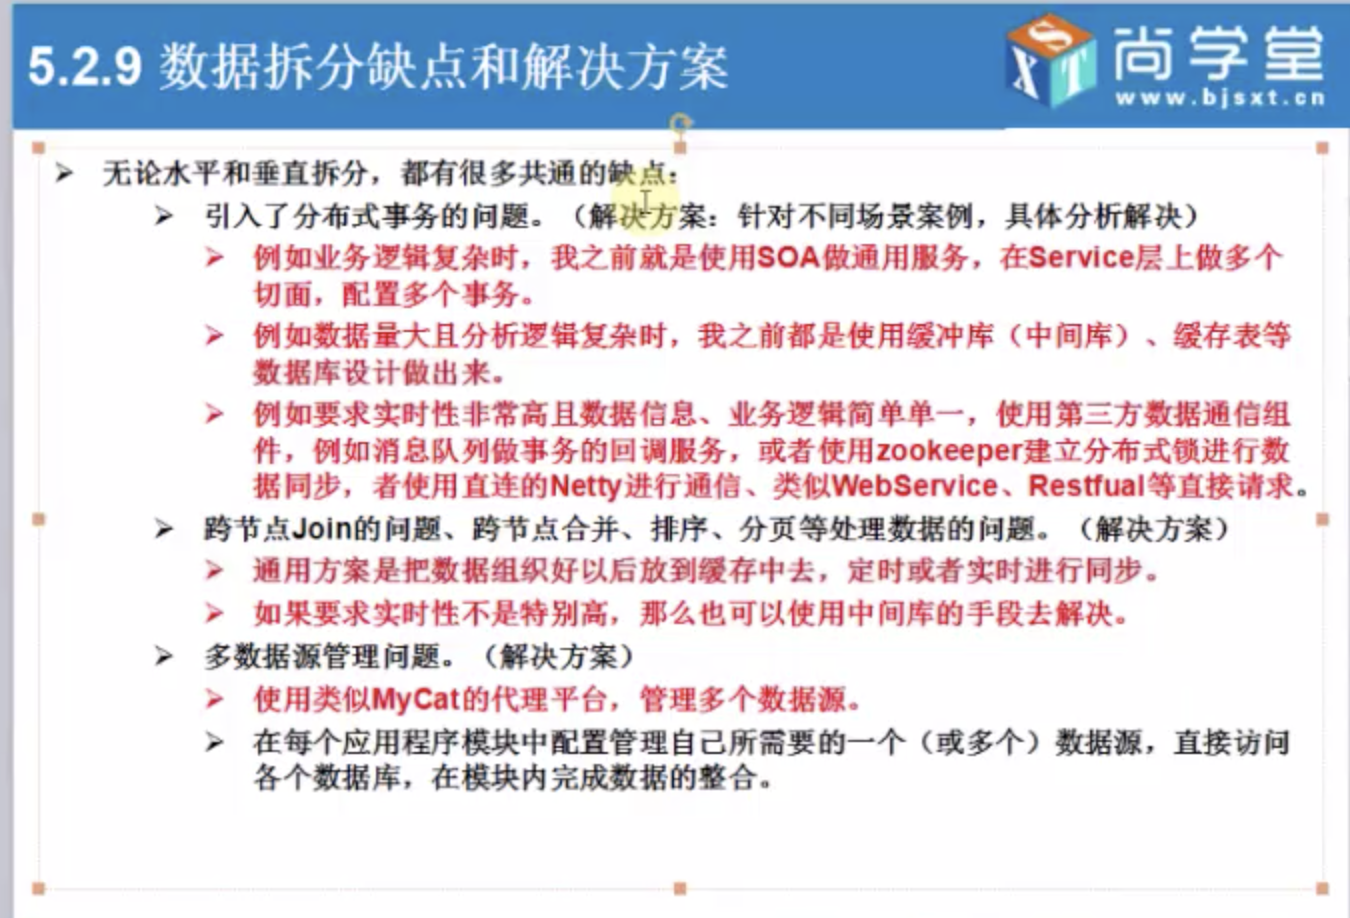 5.2.9 数据拆分缺点和解决方案
SXT
尚学堂
www.bjsxt.cn
无论水平和垂直拆分，都有很多共通的缺点：
引入了分布式事务的问题。（解决方案：针对不同场景案例，具体分析解决）
例如业务逻辑复杂时，我之前就是使用SOA做通用服务，在Service层上做多个
切面，配置多个事务。
例如数据量大且分析逻辑复杂时，我之前都是使用缓冲库（中间库）、缓存表等
数据库设计做出来。
例如要求实时性非常高且数据信息、业务逻辑简单单一，使用第三方数据通信组
件，例如消息队列做事务的回调服务，或者使用zookeeper建立分布式锁进行数
据同步，者使用直连的Netty进行通信、类似WebService、Restfual等直接请求。
跨节点Join的问题、跨节点合并、排序、分页等处理数据的问题。（解决方案）
通用方案是把数据组织好以后放到缓存中去，定时或者实时进行同步。
如果要求实时性不是特别高，那么也可以使用中间库的手段去解决。
多数据源管理问题。（解决方案）
使用类似MyCat的代理平台，管理多个数据源。
在每个应用程序模块中配置管理自己所需要的一个（或多个）数据源，直接访问
各个数据库，在模块内完成数据的整合。